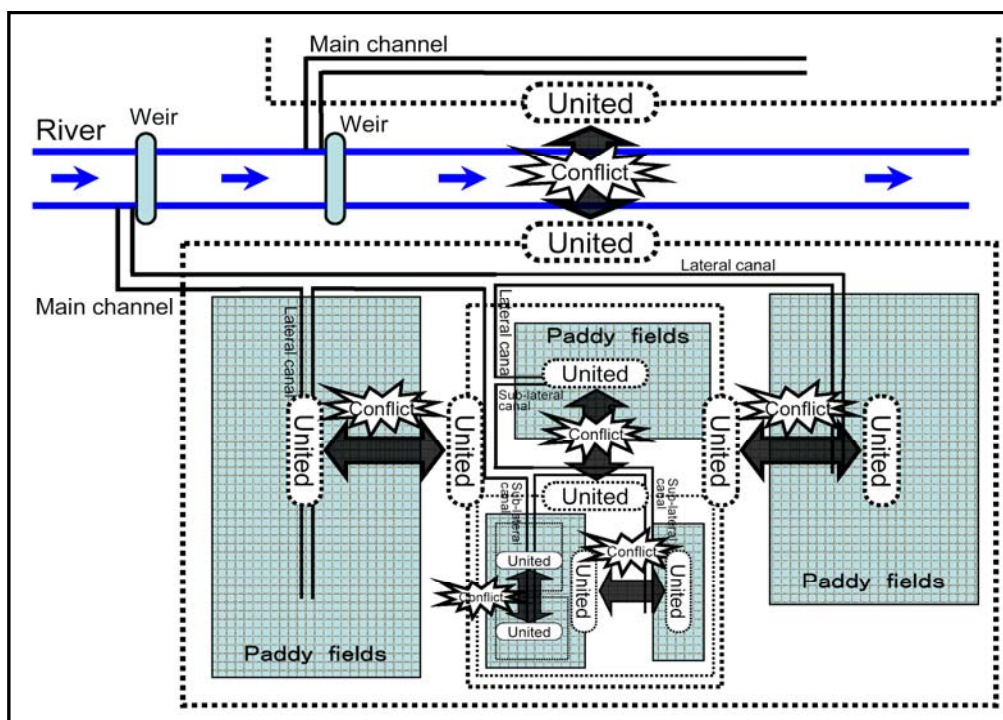 Main channel
United
Weir
River
Weir
Conflict
United
Lateral canal
Main channel
Lateral canal
Lateral canal
Paddy fields
United
Sub-lateral
canal
Conflict
Conflict
United
United
Conflict
United
United
United
Sub-lateral
canal
Sub-lateral
canal
Conflict
United
United
United
Conflict
United
Paddy fields
Paddy fields